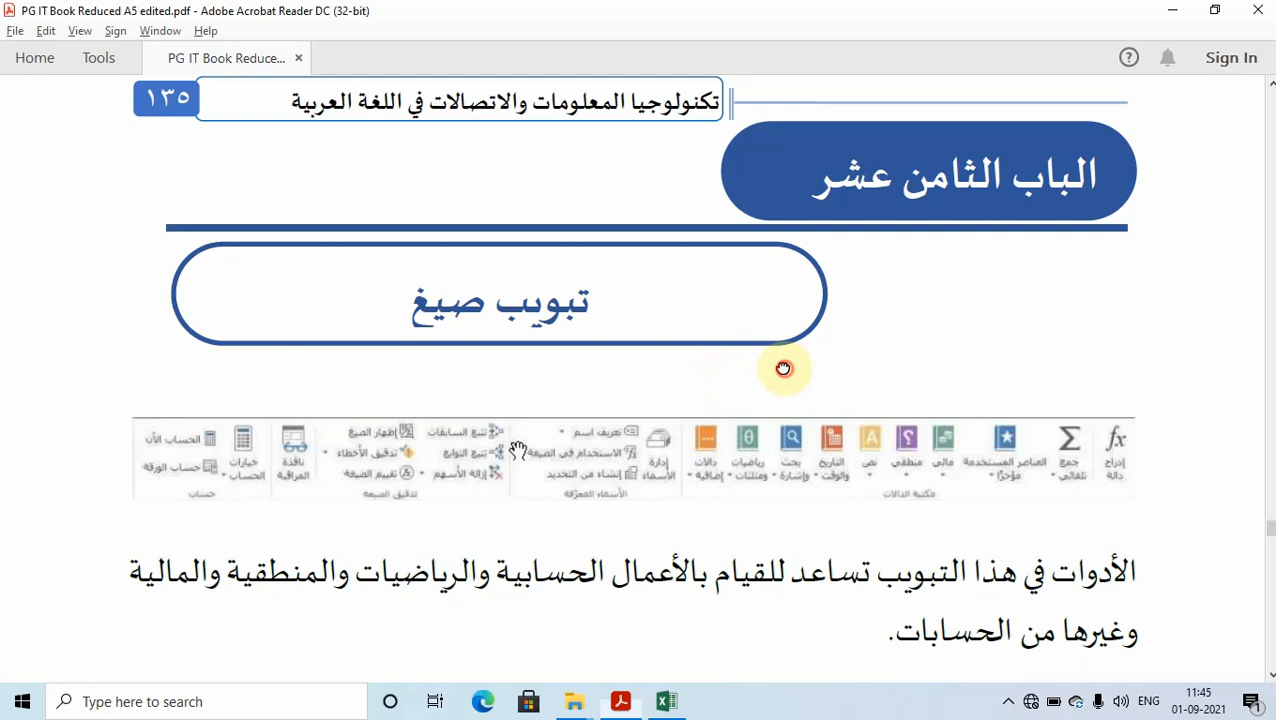 PG IT Book Reduced A5 edited.pdf - Adobe Acrobat Reader DC (32-bit)
File Edit View Sign Window Help
Home Tools PG IT Book Reduce... × Sign In
تكنولوجيا المعلومات والاتصالات في اللغة العربية ١٣٥
الباب الثامن عشر
تبويب صيغ
إدراج دالة
جمع تلقائي
العناصر المستخدمة مؤخرًا
مالي
منطقي
نص
التاريخ والوقت
بحث وإشارة
رياضيات ومثلثات
دالات إضافية
مكتبة الدالات
إدارة الأسماء
تعريف اسم
الاستخدام في الصيغة
إنشاء من التحديد
الأسماء المعرّفة
تتبع السابقات
تتبع التوابع
إزالة الأسهم
إظهار الصيغ
تدقيق الأخطاء
تقييم الصيغة
تدقيق الصيغة
نافذة المراقبة
خيارات الحساب
الحساب الآن
حساب الورقة
حساب
الأدوات في هذا التبويب تساعد للقيام بالأعمال الحسابية والرياضيات والمنطقية والمالية
وغيرها من الحسابات.
Type here to search
ENG 11:45
01-09-2021